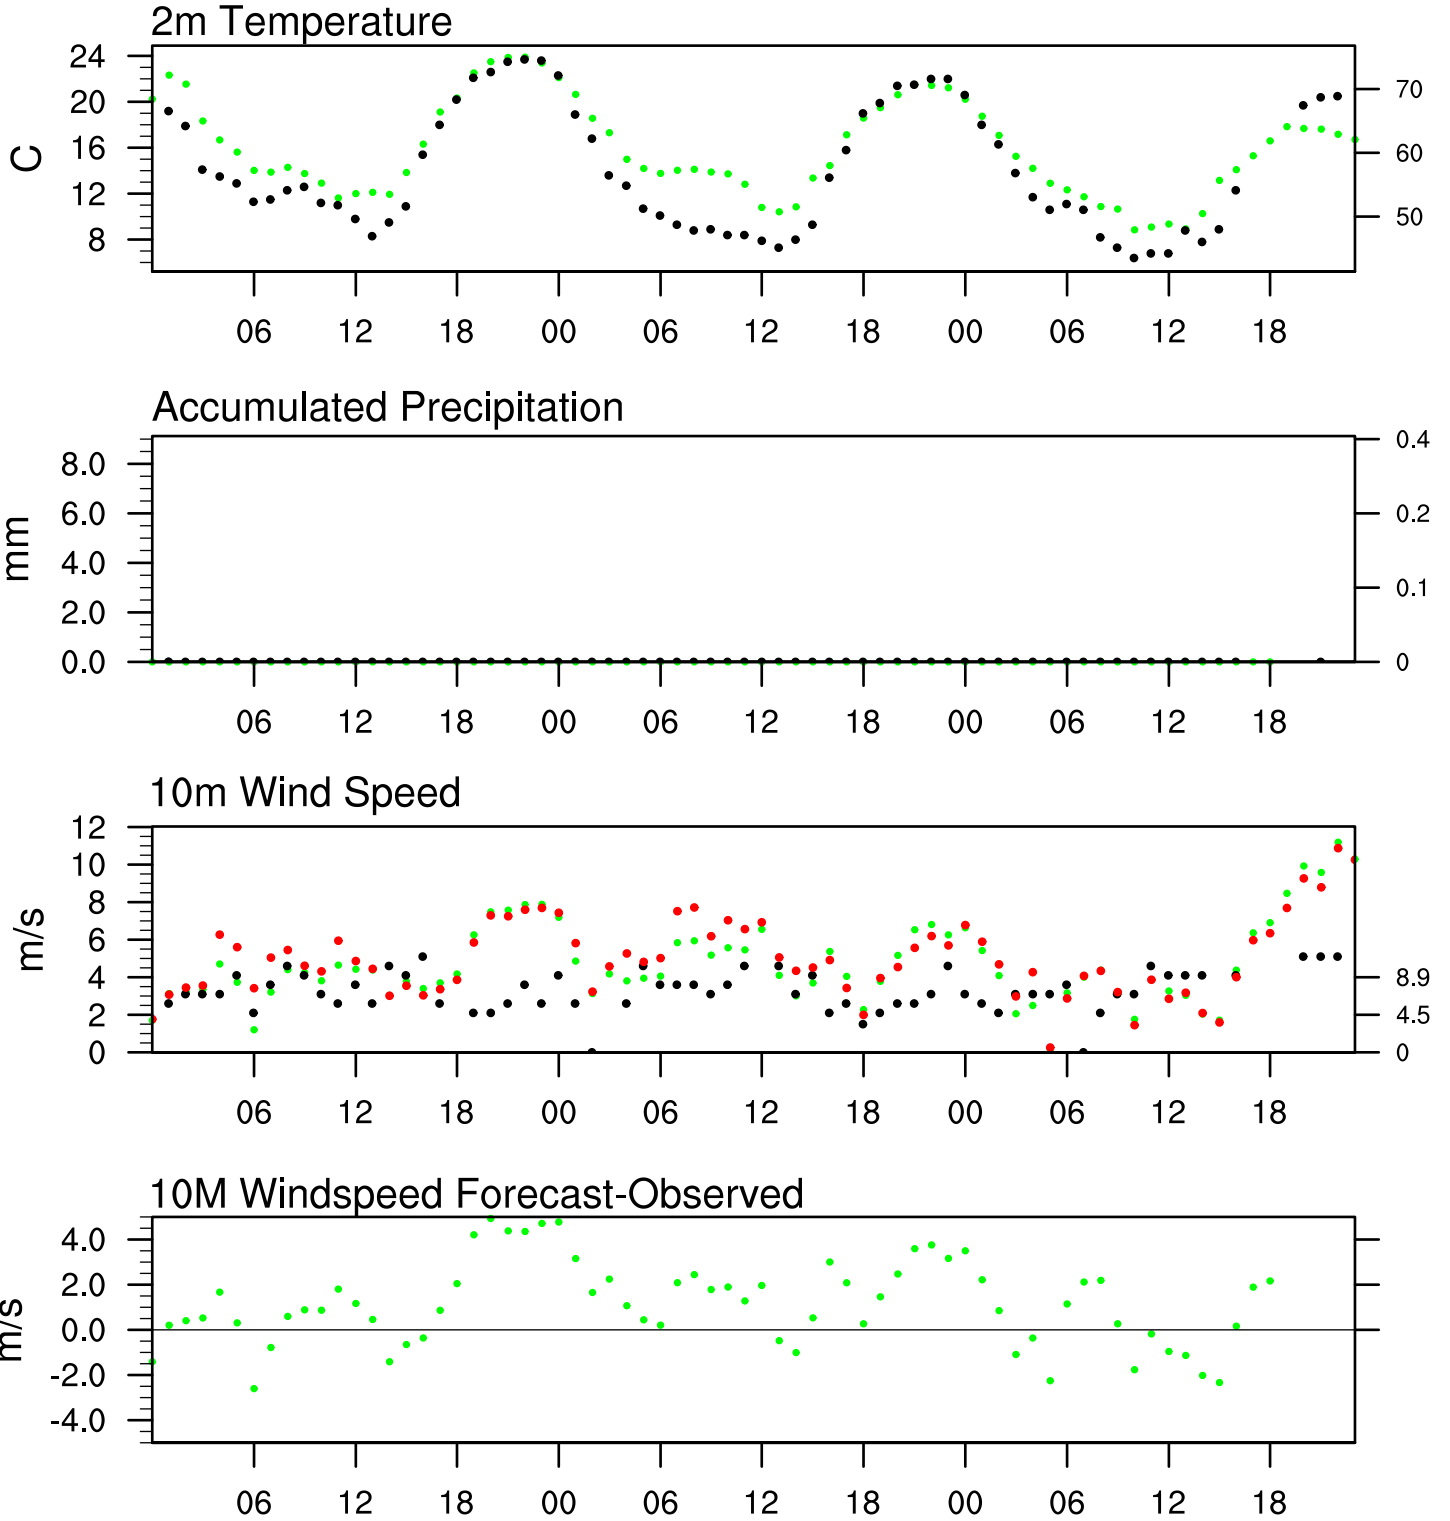 2m Temperature
24
20
16
12
8
C
70
60
50
06 12 18 00 06 12 18 00 06 12 18
Accumulated Precipitation
8.0
6.0
4.0
2.0
0.0
mm
0.4
0.2
0.1
0
06 12 18 00 06 12 18 00 06 12 18
10m Wind Speed
12
10
8
6
4
2
0
m/s
8.9
4.5
0
06 12 18 00 06 12 18 00 06 12 18
10M Windspeed Forecast-Observed
4.0
2.0
0.0
-2.0
-4.0
m/s
06 12 18 00 06 12 18 00 06 12 18